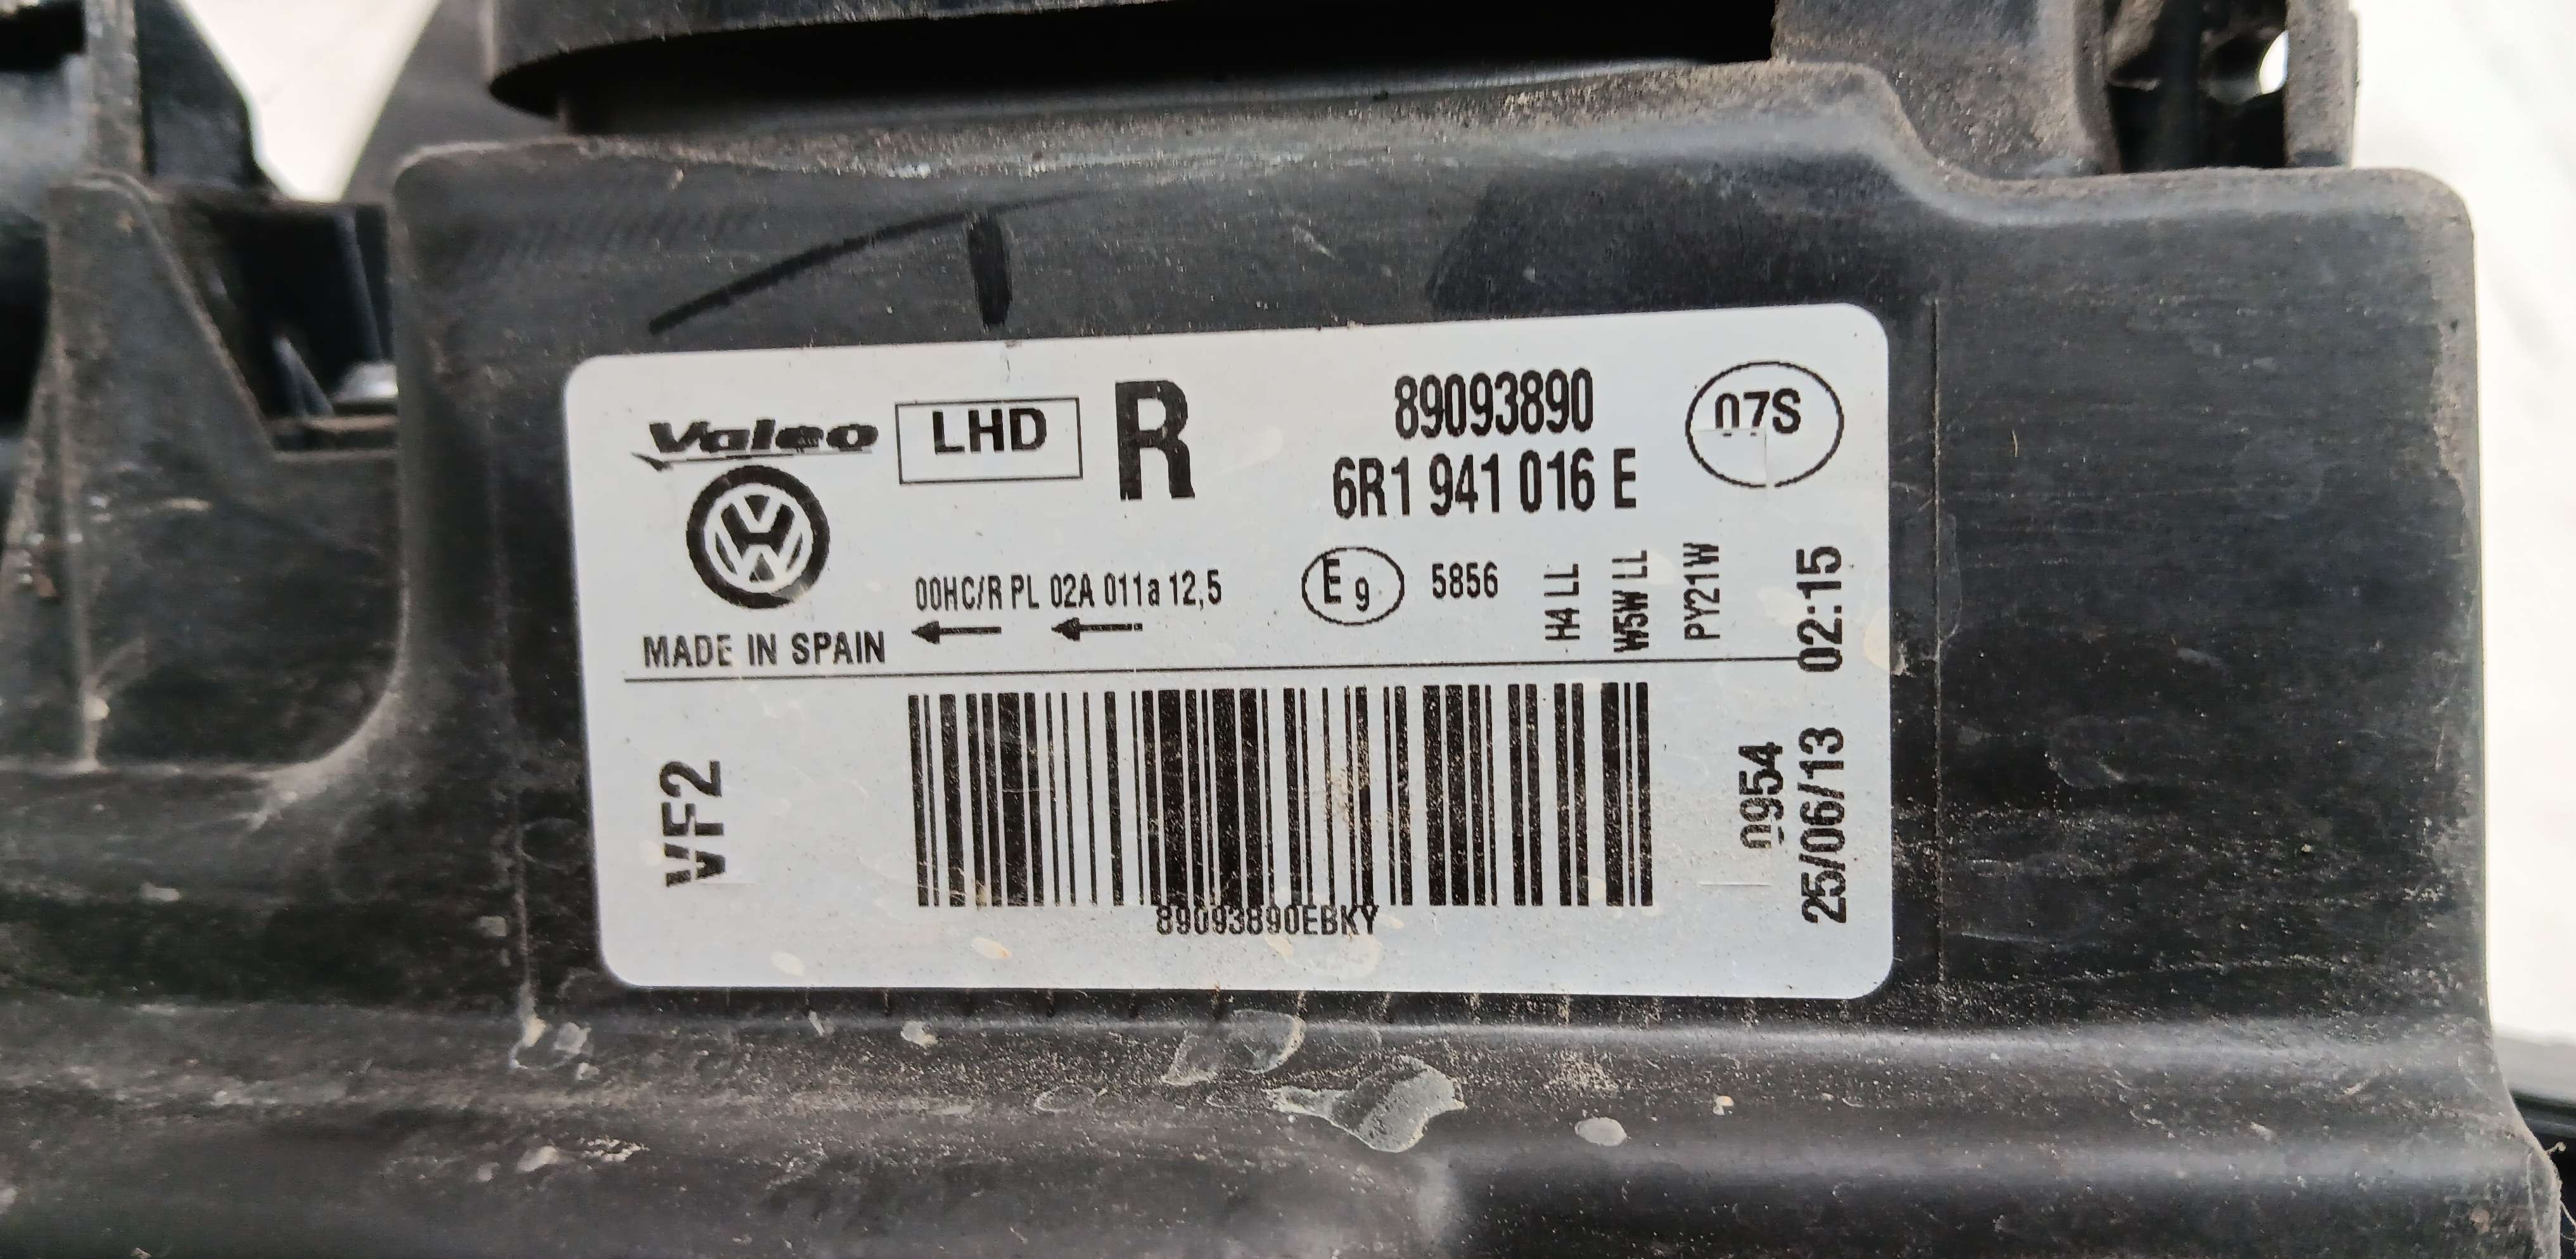 Valeo LHD R 89093890 07S
6R1 941 016 E
00HC/R PL 02A 011a 12,5 E9 5856
H4 LL
W5W LL
PY21W
MADE IN SPAIN
VF2
89093890EBKY
0954
25/06/13 02:15